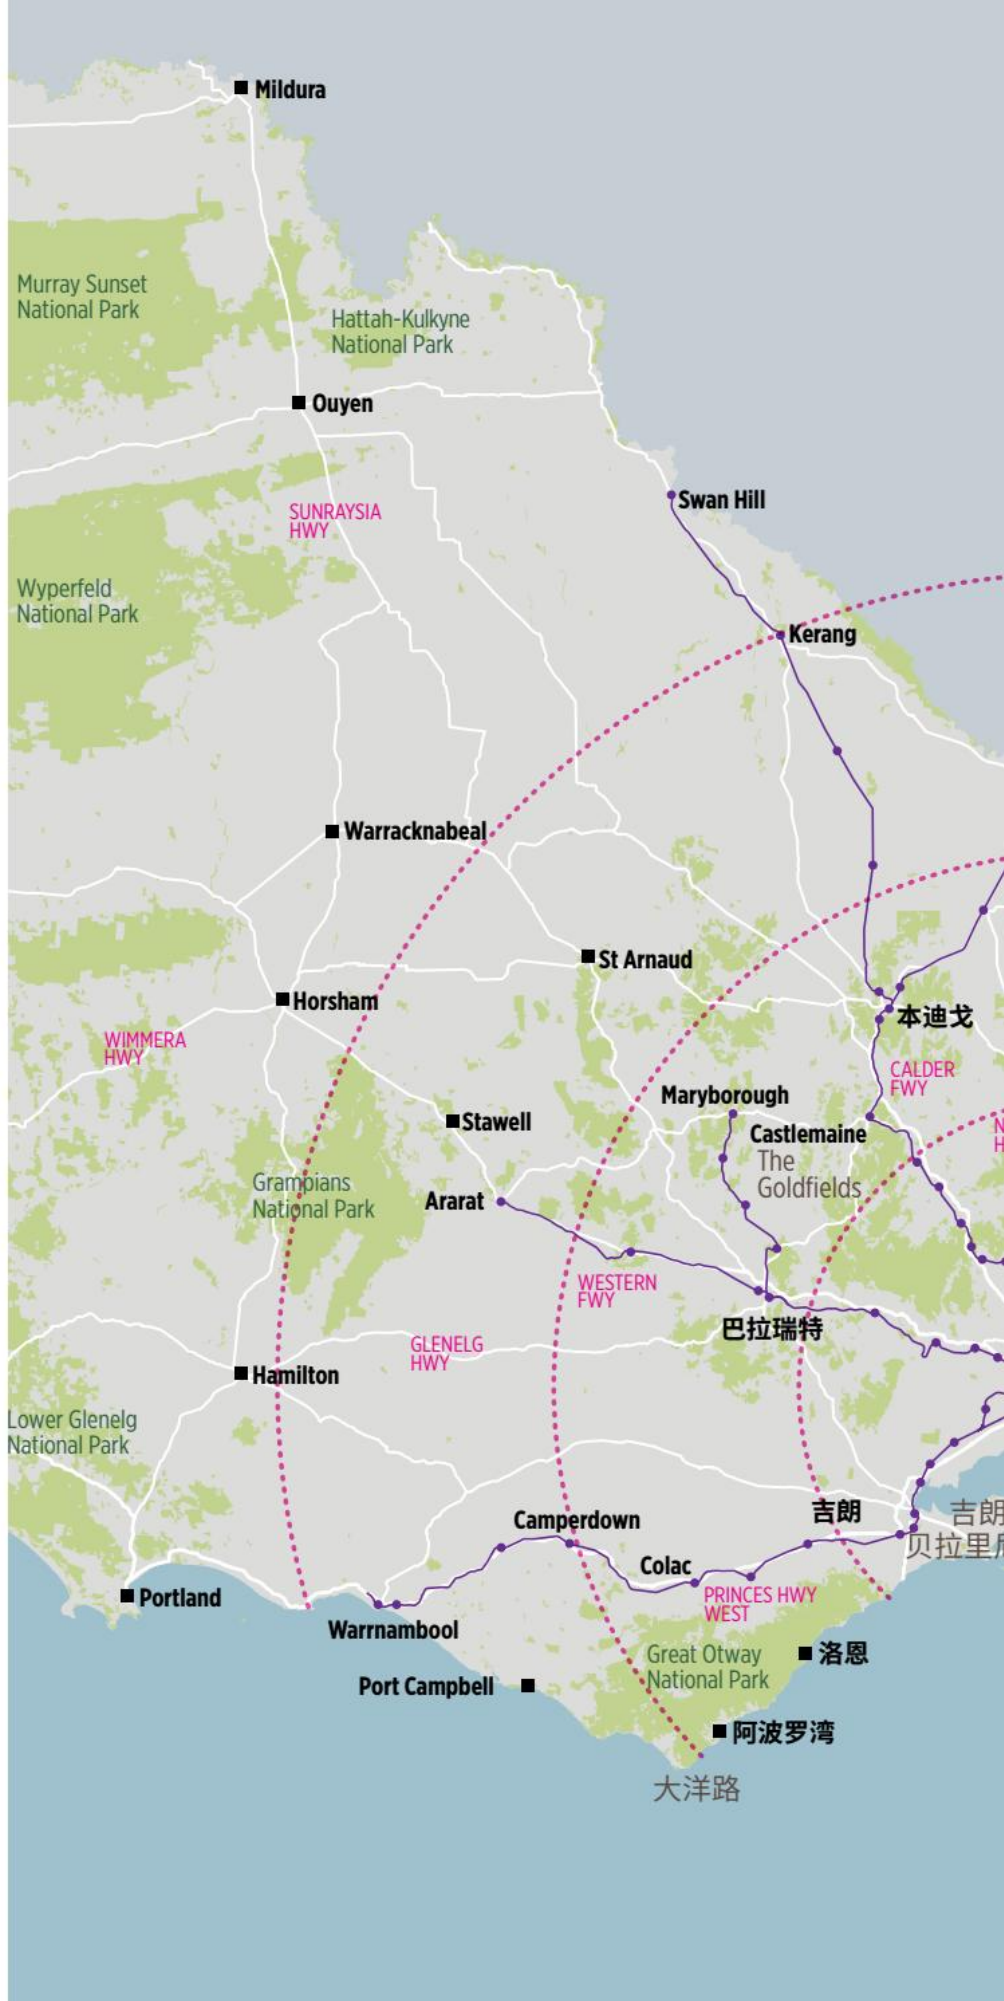 Mildura
Murray Sunset
National Park
Hattah-Kulkyne
National Park
Ouyen
Swan Hill
SUNRAYSIA
HWY
Wyperfeld
National Park
Kerang
Warracknabeal
St Arnaud
Horsham
本迪戈
WIMMERA
HWY
CALDER
FWY
Maryborough
Stawell
Castlemaine
The
Goldfields
N
H
Grampians
National Park
Ararat
WESTERN
FWY
巴拉瑞特
GLENELG
HWY
Hamilton
Lower Glenelg
National Park
吉朗
吉朗
贝拉里
Camperdown
Colac
PRINCES HWY
WEST
Portland
Warrnambool
Great Otway
National Park
洛恩
Port Campbell
阿波罗湾
大洋路